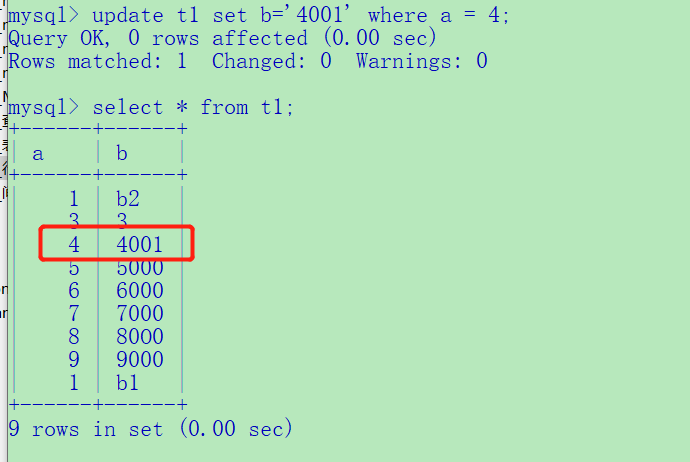 mysql> update t1 set b='4001' where a = 4;
Query OK, 0 rows affected (0.00 sec)
Rows matched: 1  Changed: 0  Warnings: 0
mysql> select * from t1;
+------+------+
| a    | b    |
+------+------+
|    1 | b2   |
|    3 | 3    |
|    4 | 4001 |
|    5 | 5000 |
|    6 | 6000 |
|    7 | 7000 |
|    8 | 8000 |
|    9 | 9000 |
|    1 | b1   |
+------+------+
9 rows in set (0.00 sec)